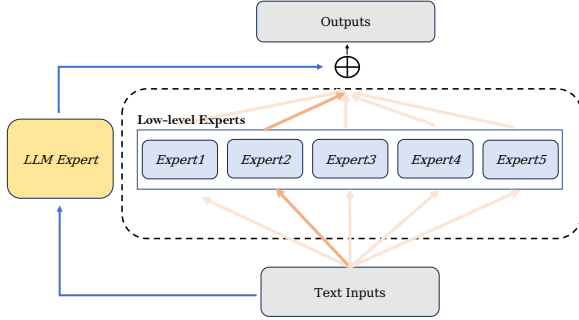 Outputs
Low-level Experts
LLM Expert
Expert1 Expert2 Expert3 Expert4 Expert5
Text Inputs